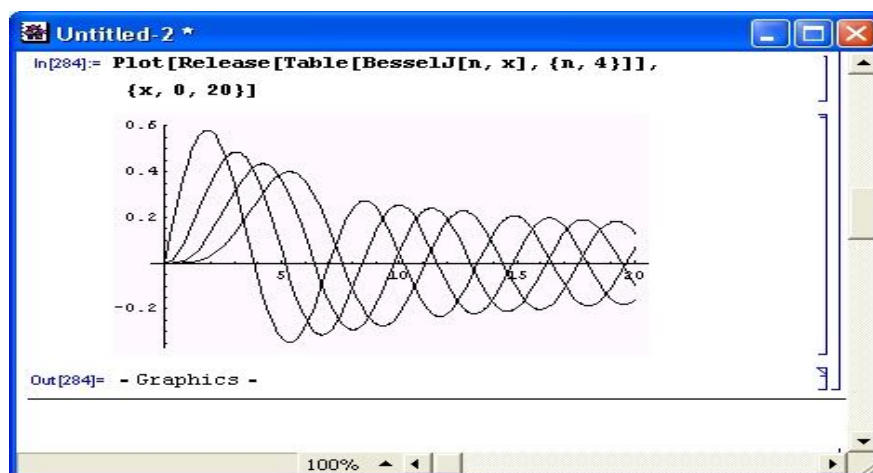 Untitled-2 *
In[284]:= Plot[Release[Table[BesselJ[n, x], {n, 4}]],
{x, 0, 20}]
0.6
0.4
0.2
5
10
15
20
-0.2
Out[284]= - Graphics -
100%